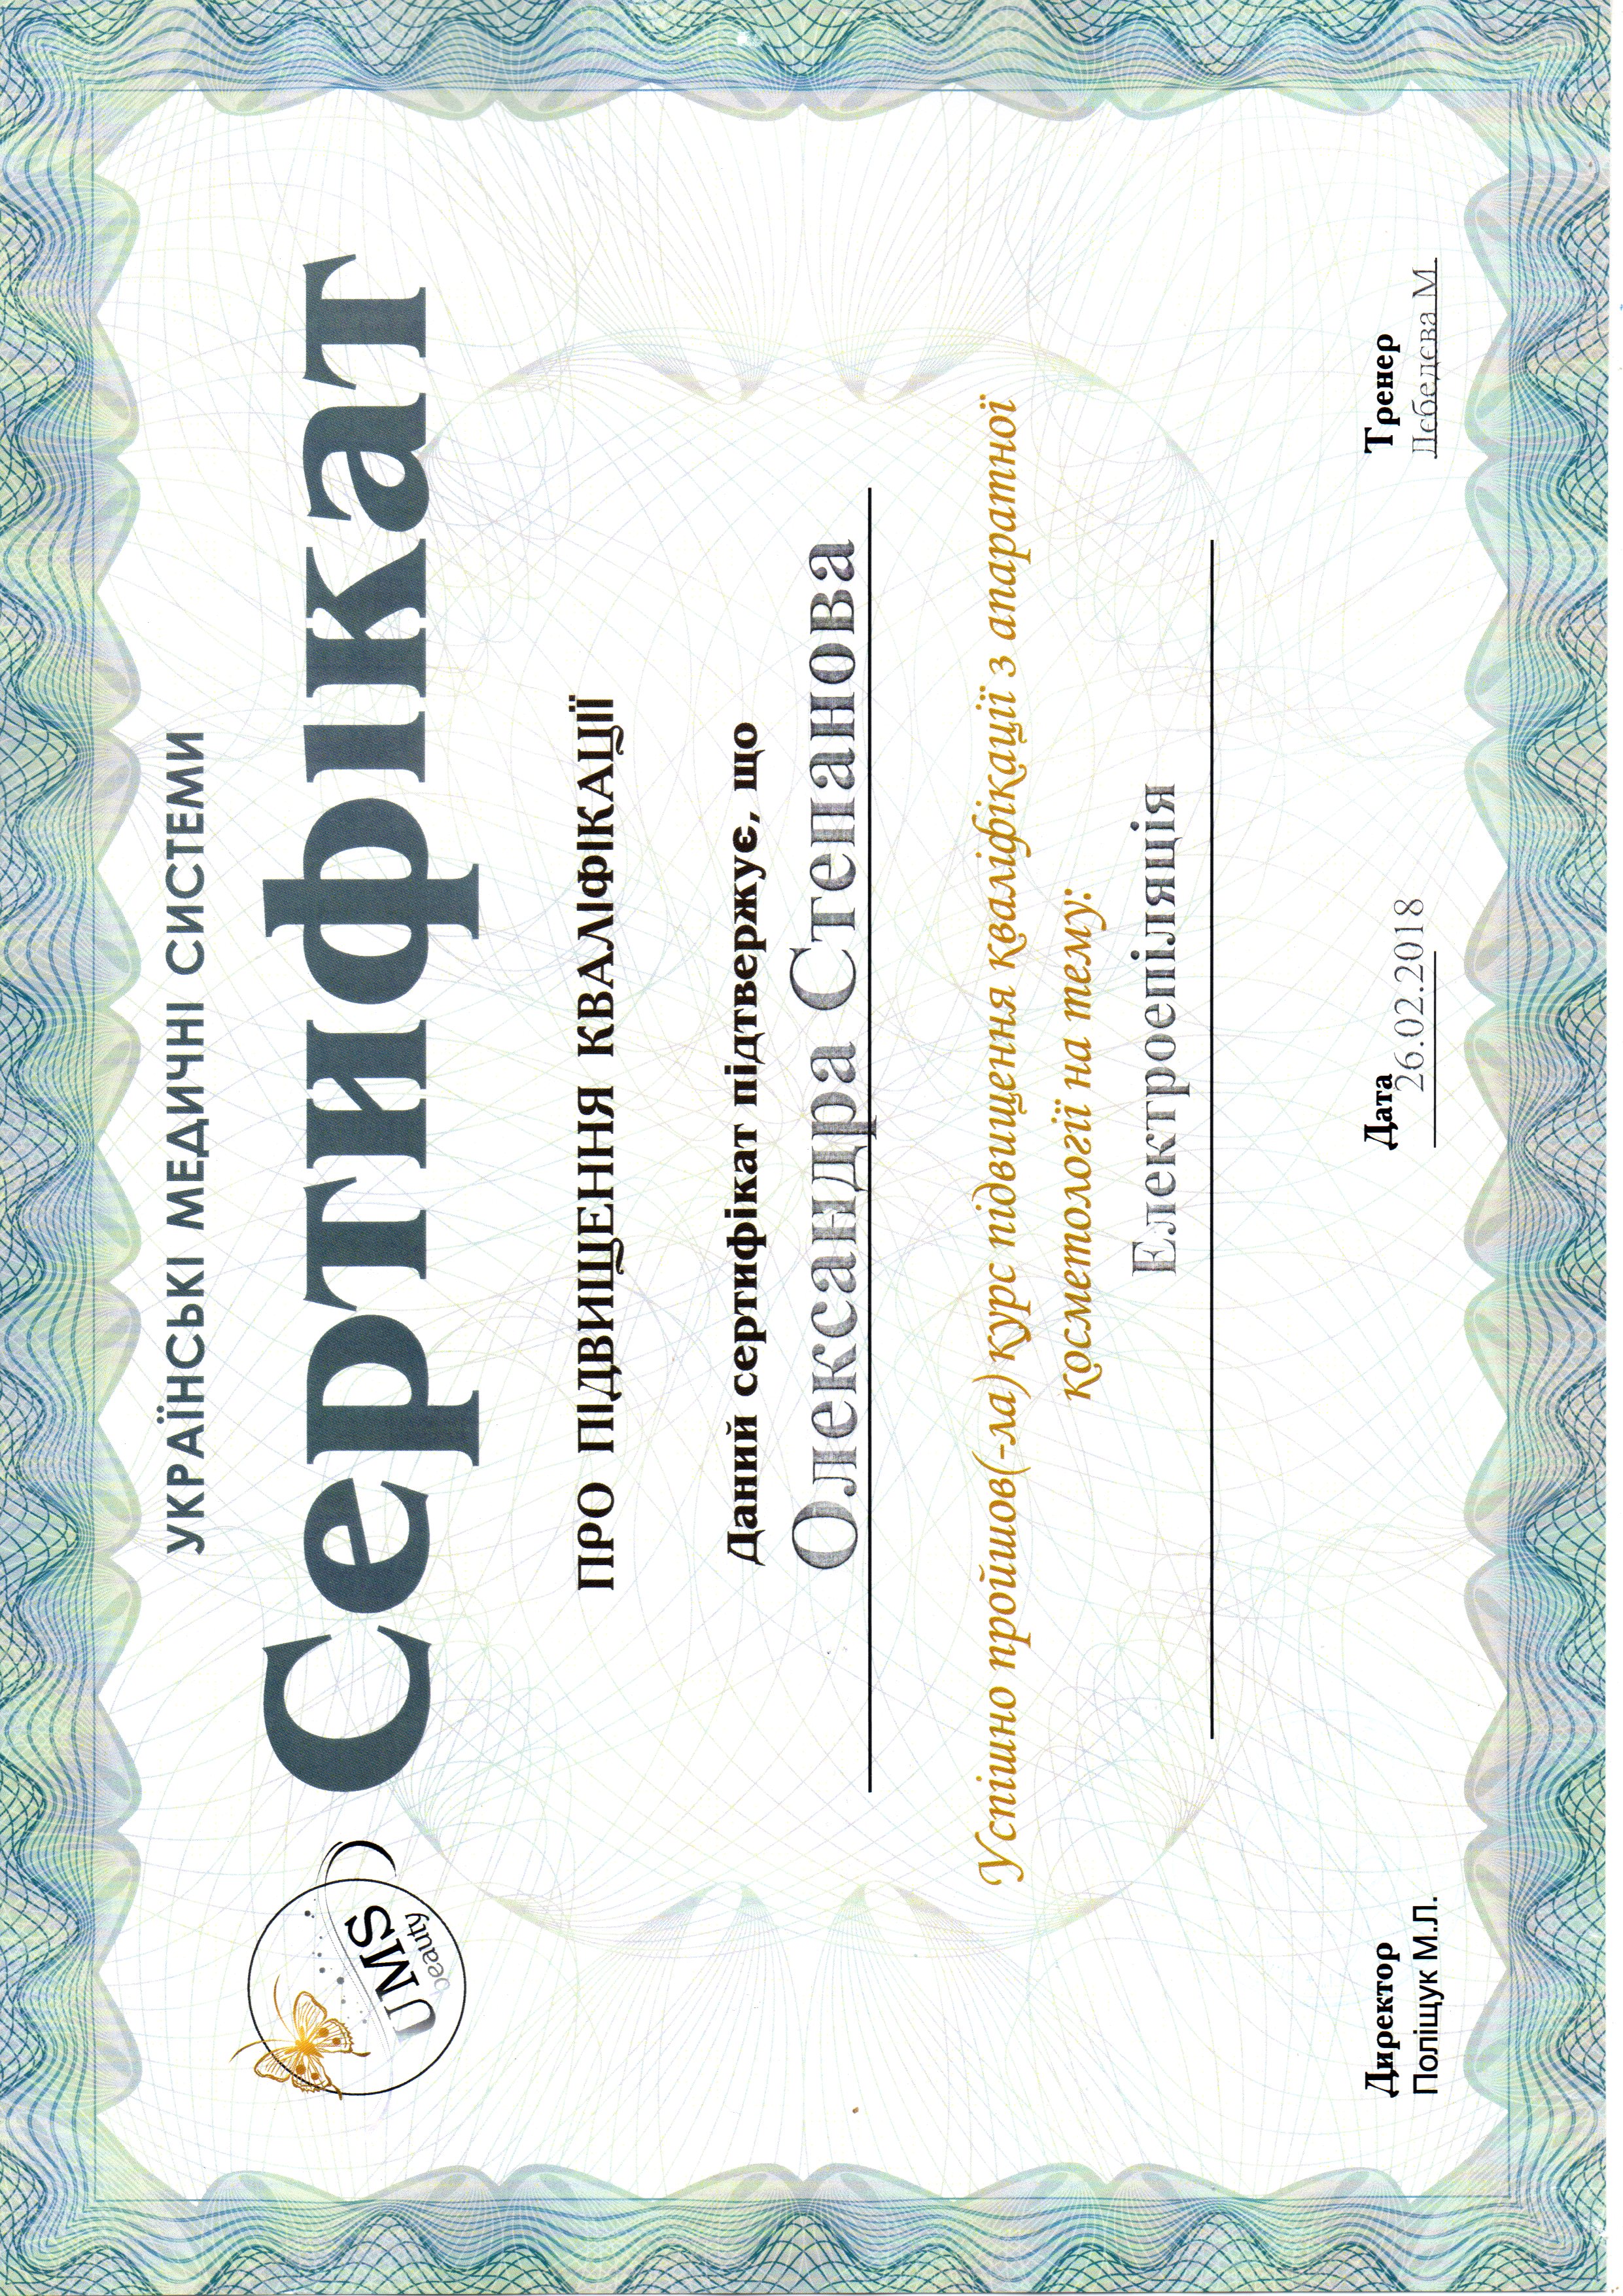 УКРАЇНСЬКІ МЕДИЧНІ СИСТЕМИ
UMS
beauty
Сертифікат
ПРО ПІДВИЩЕННЯ КВАЛІФІКАЦІЇ
Даний сертифікат підтвержує, що
Олександра Степанова
Успішно пройшов(-ла) курс підвищення кваліфікації з апаратної
косметології на тему:
Електроепіляція
Директор
Поліщук М.Л.
Дата
26.02.2018
Тренер
Лєбедєва М.